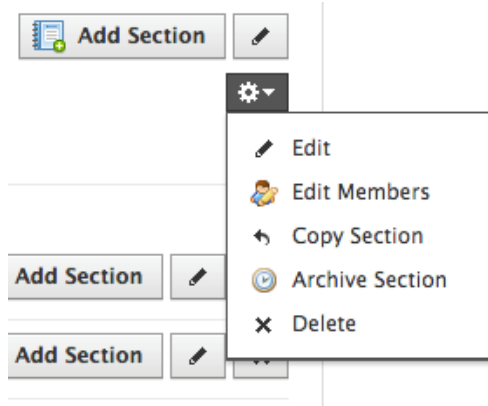 Add Section
Edit
Edit Members
Copy Section
Add Section
Archive Section
Delete
Add Section